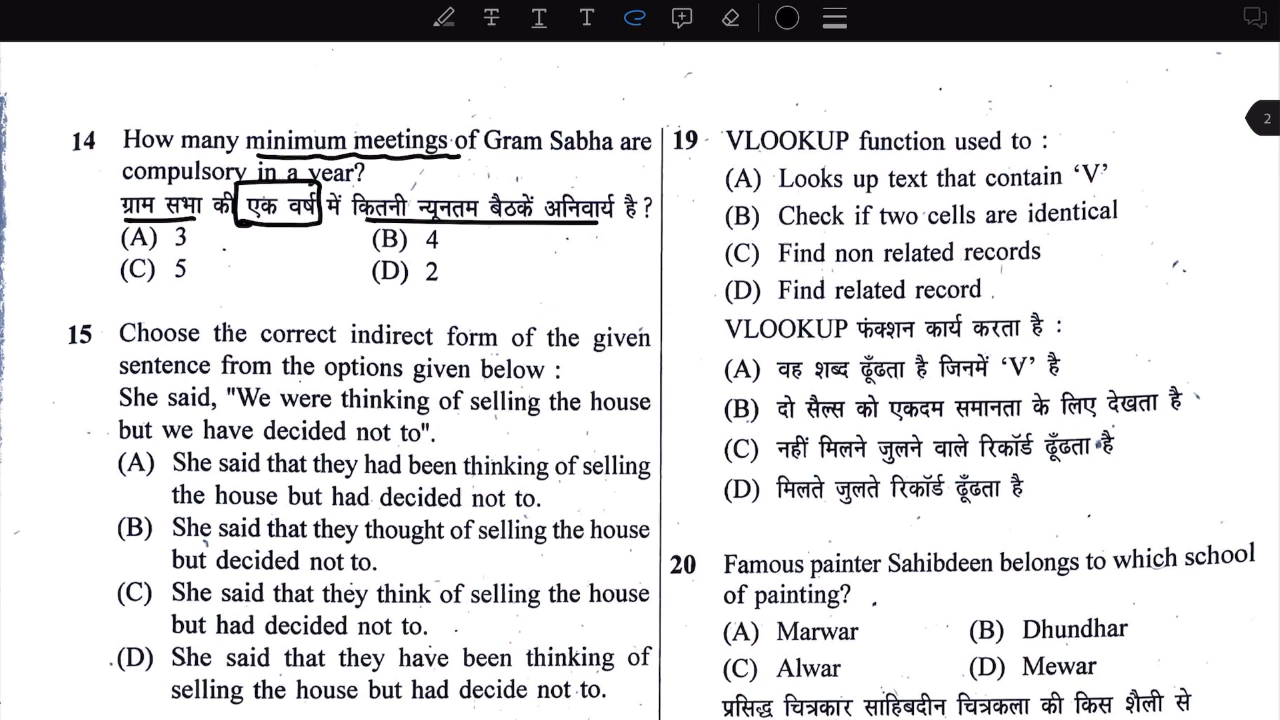 2
14 How many minimum meetings of Gram Sabha are
compulsory in a year?
ग्राम सभा की एक वर्ष में कितनी न्यूनतम बैठकें अनिवार्य है ?
(A) 3 (B) 4
(C) 5 (D) 2
15 Choose the correct indirect form of the given
sentence from the options given below :
She said, "We were thinking of selling the house
but we have decided not to".
(A) She said that they had been thinking of selling
the house but had decided not to.
(B) She said that they thought of selling the house
but decided not to.
(C) She said that they think of selling the house
but had decided not to.
(D) She said that they have been thinking of
selling the house but had decide not to.
19 VLOOKUP function used to :
(A) Looks up text that contain ‘V’
(B) Check if two cells are identical
(C) Find non related records
(D) Find related record
VLOOKUP फंक्शन कार्य करता है :
(A) वह शब्द ढूँढता है जिनमें ‘V’ है
(B) दो सैल्स को एकदम समानता के लिए देखता है
(C) नहीं मिलने जुलने वाले रिकॉर्ड ढूँढता है
(D) मिलते जुलते रिकॉर्ड ढूँढता है
20 Famous painter Sahibdeen belongs to which school
of painting?
(A) Marwar (B) Dhundhar
(C) Alwar (D) Mewar
प्रसिद्ध चित्रकार साहिबदीन चित्रकला की किस शैली से